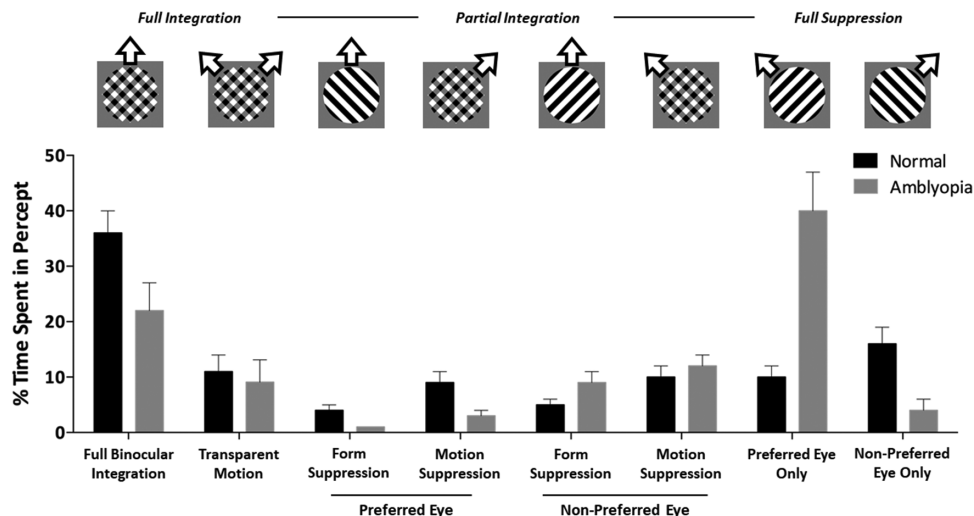 Full Integration
Partial Integration
Full Suppression
% Time Spent in Percept
50
40
30
20
10
0
Normal
Amblyopia
Full Binocular
Integration
Transparent
Motion
Form
Suppression
Motion
Suppression
Form
Suppression
Motion
Suppression
Preferred Eye
Only
Non-Preferred
Eye Only
Preferred Eye
Non-Preferred Eye